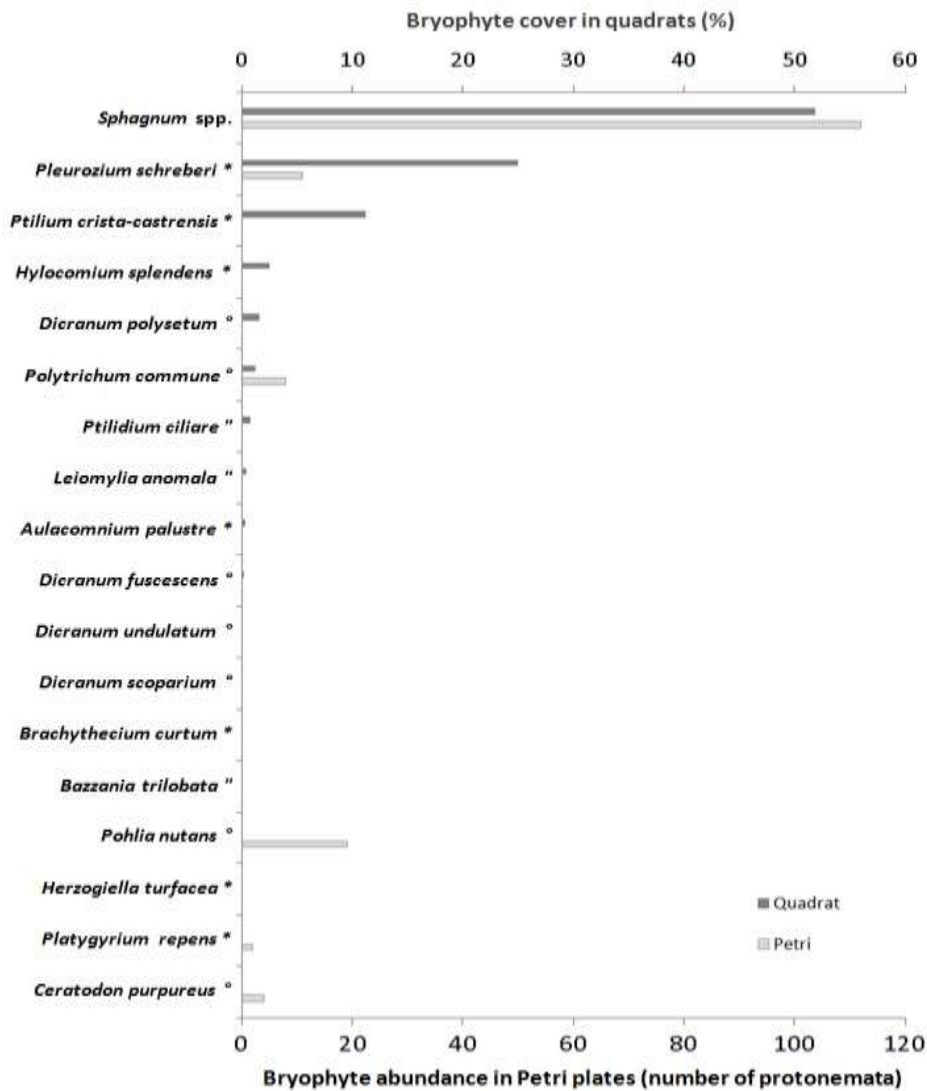 Bryophyte cover in quadrats (%)
0 10 20 30 40 50 60
Sphagnum spp.
Pleurozium schreberi *
Ptilium crista-castrensis *
Hylocomium splendens *
Dicranum polysetum °
Polytrichum commune °
Ptilidium ciliare "
Leiomylia anomala "
Aulacomnium palustre *
Dicranum fuscescens °
Dicranum undulatum °
Dicranum scoparium °
Brachythecium curtum *
Bazzania trilobata "
Pohlia nutans °
Herzogiella turfacea *
Platygyrium repens *
Ceratodon purpureus °
Quadrat
Petri
0 20 40 60 80 100 120
Bryophyte abundance in Petri plates (number of protonemata)